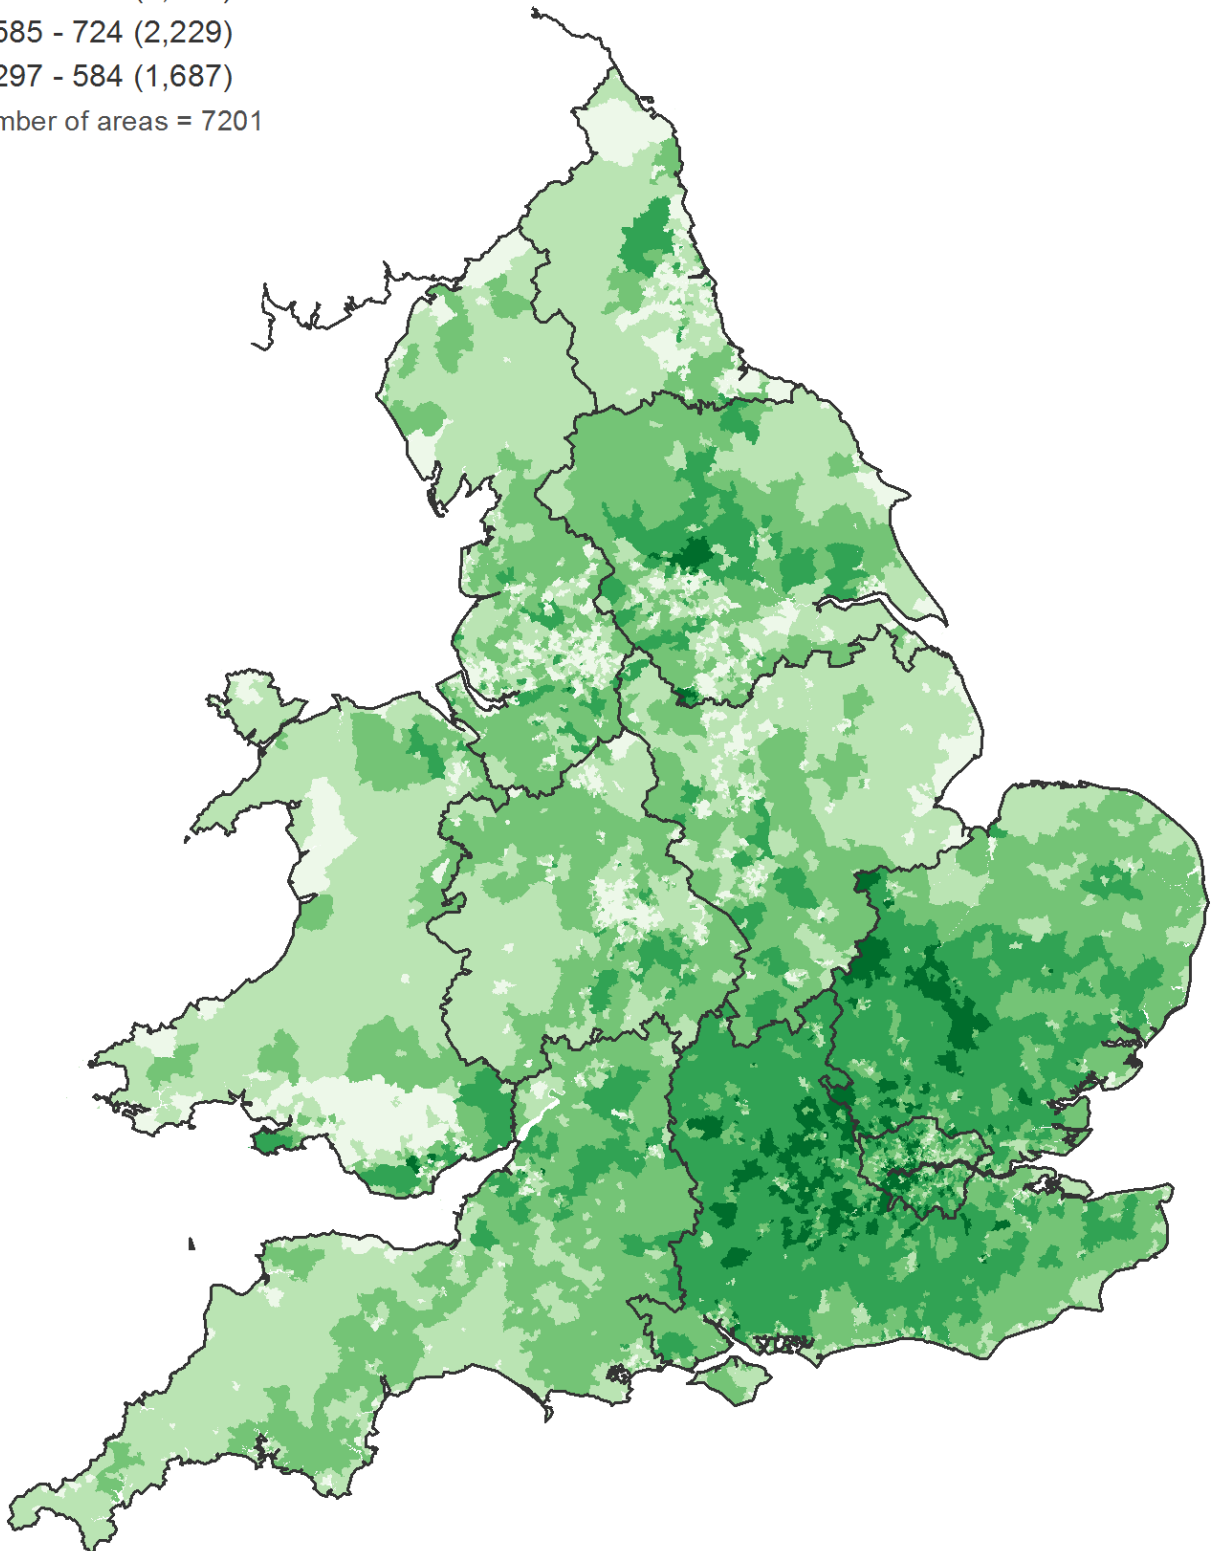 585 - 724 (2,229)
297 - 584 (1,687)
mber of areas = 7201